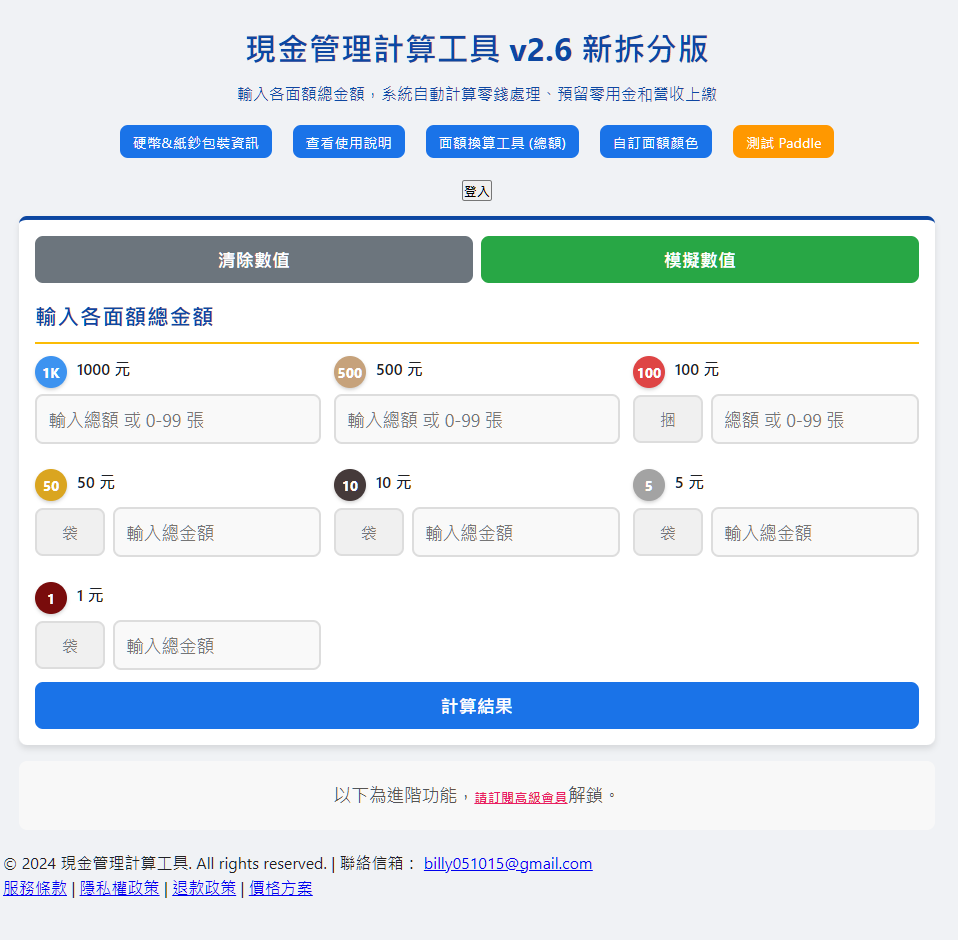 現金管理計算工具 v2.6 新拆分版
輸入各面額總金額，系統自動計算零錢處理、預留零用金和營收上繳
硬幣&紙鈔包裝資訊 查看使用說明 面額換算工具 (總額) 自訂面額顏色 測試 Paddle
登入
清除數值 模擬數值
輸入各面額總金額
1K 1000 元 500 500 元 100 100 元
輸入總額 或 0-99 張 輸入總額 或 0-99 張 捆 總額 或 0-99 張
50 50 元 10 10 元 5 5 元
袋 輸入總金額 袋 輸入總金額 袋 輸入總金額
1 1 元
袋 輸入總金額
計算結果
以下為進階功能，請訂閱高級會員解鎖。
© 2024 現金管理計算工具. All rights reserved. | 聯絡信箱： billy051015@gmail.com
服務條款 | 隱私權政策 | 退款政策 | 價格方案